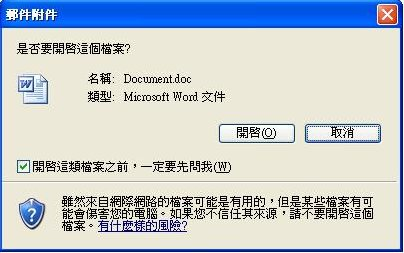 郵件附件
是否要開啓這個檔案?
名稱: Document.doc
類型: Microsoft Word 文件
開啓(O)
取消
開啓這類檔案之前，一定要先問我(W)
雖然來自網際網路的檔案可能是有用的，但是某些檔案有可
能會傷害您的電腦。如果您不信任其來源，請不要開啓這個
檔案。有什麼樣的風險?